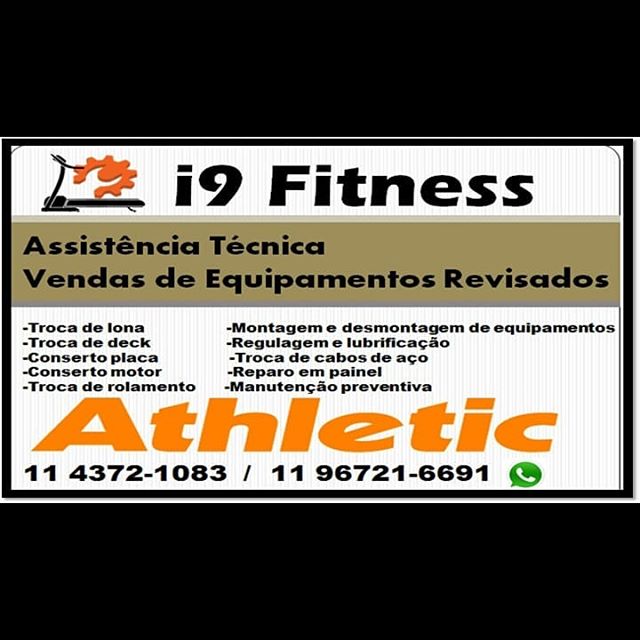 i9 Fitness
Assistência Técnica
Vendas de Equipamentos Revisados
-Troca de lona
-Troca de deck
-Conserto placa
-Conserto motor
-Troca de rolamento
-Montagem e desmontagem de equipamentos
-Regulagem e lubrificação
-Troca de cabos de aço
-Reparo em painel
-Manutenção preventiva
Athletic
11 4372-1083 / 11 96721-6691